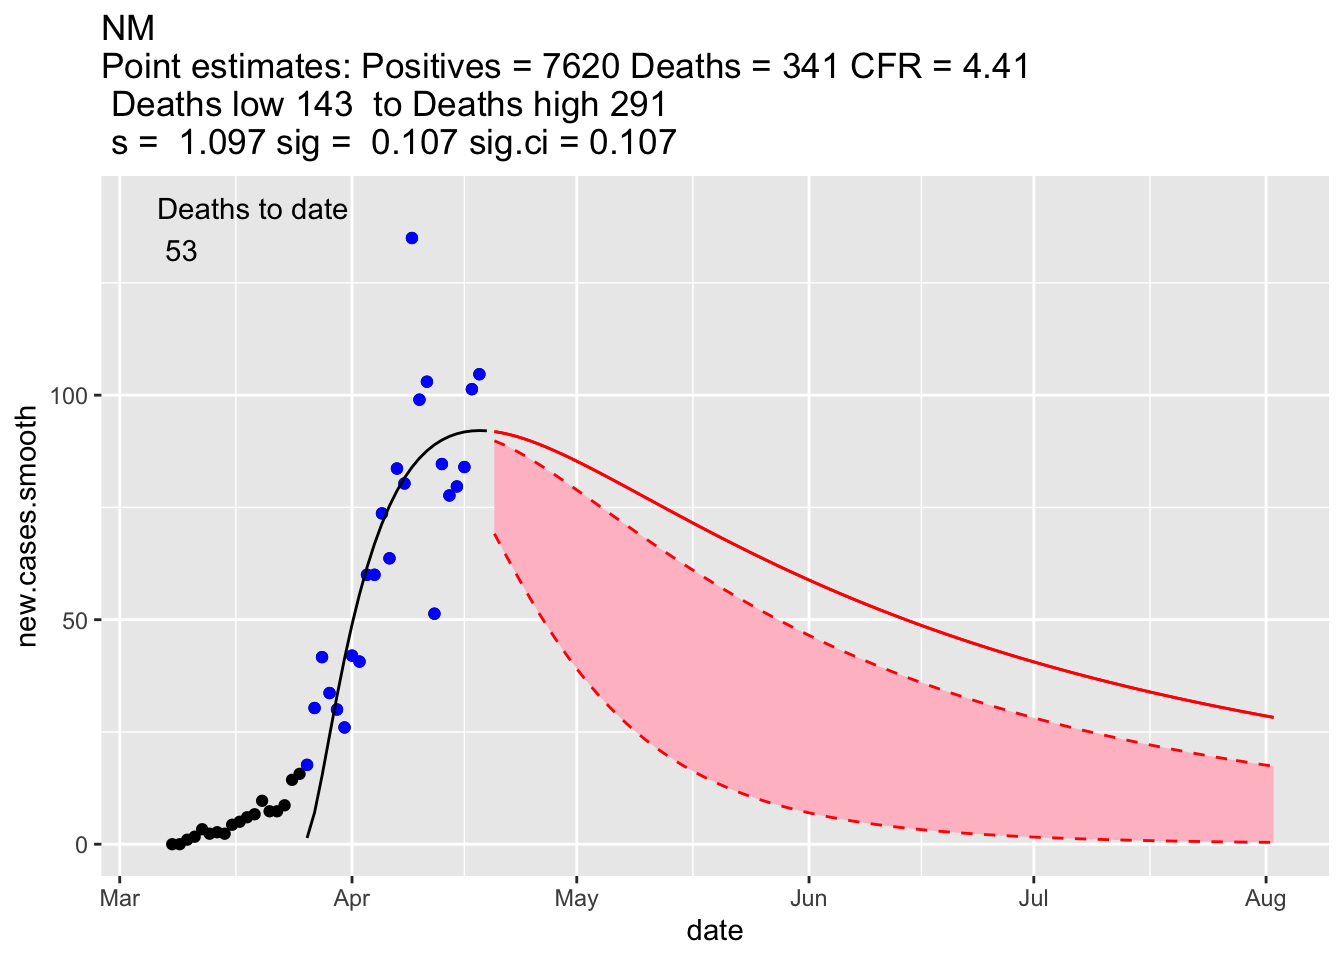 NM
Point estimates: Positives = 7620 Deaths = 341 CFR = 4.41
Deaths low 143  to Deaths high 291
s =  1.097 sig =  0.107 sig.ci = 0.107
Deaths to date
53
new.cases.smooth
100
50
0
Mar Apr May Jun Jul Aug
date